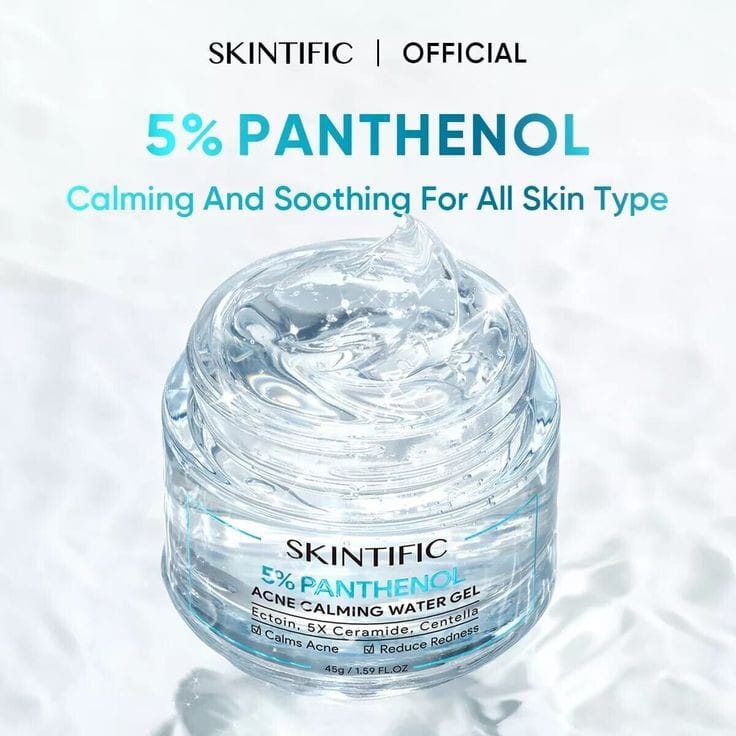 SKINTIFIC | OFFICIAL
5% PANTHENOL
Calming And Soothing For All Skin Type
SKINTIFIC
5% PANTHENOL
ACNE CALMING WATER GEL
Ectoin, 5X Ceramide, Centella
☑ Calms Acne ☑ Reduce Redness
45g / 1.59 FL.OZ